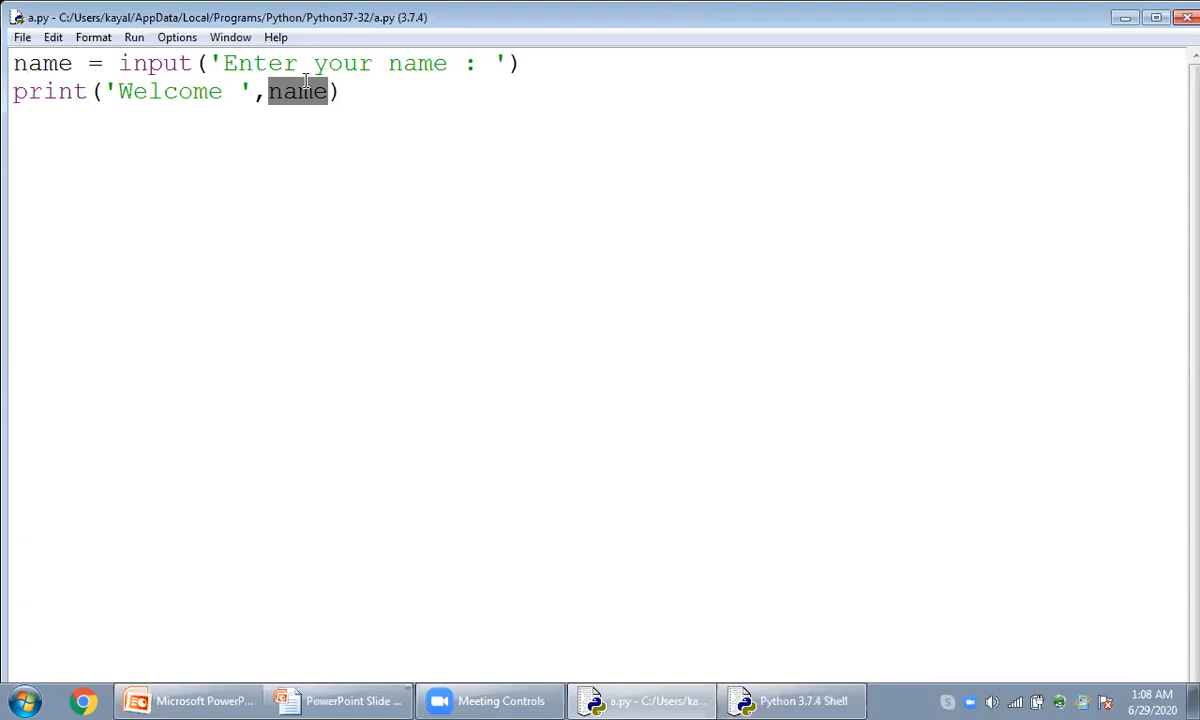 a.py - C:/Users/kayal/AppData/Local/Programs/Python/Python37-32/a.py (3.7.4)
File Edit Format Run Options Window Help
name = input('Enter your name : ')
print('Welcome ',name)
Microsoft PowerP... PowerPoint Slide ... Meeting Controls a.py - C:/Users/ka... Python 3.7.4 Shell 1:08 AM
6/29/2020